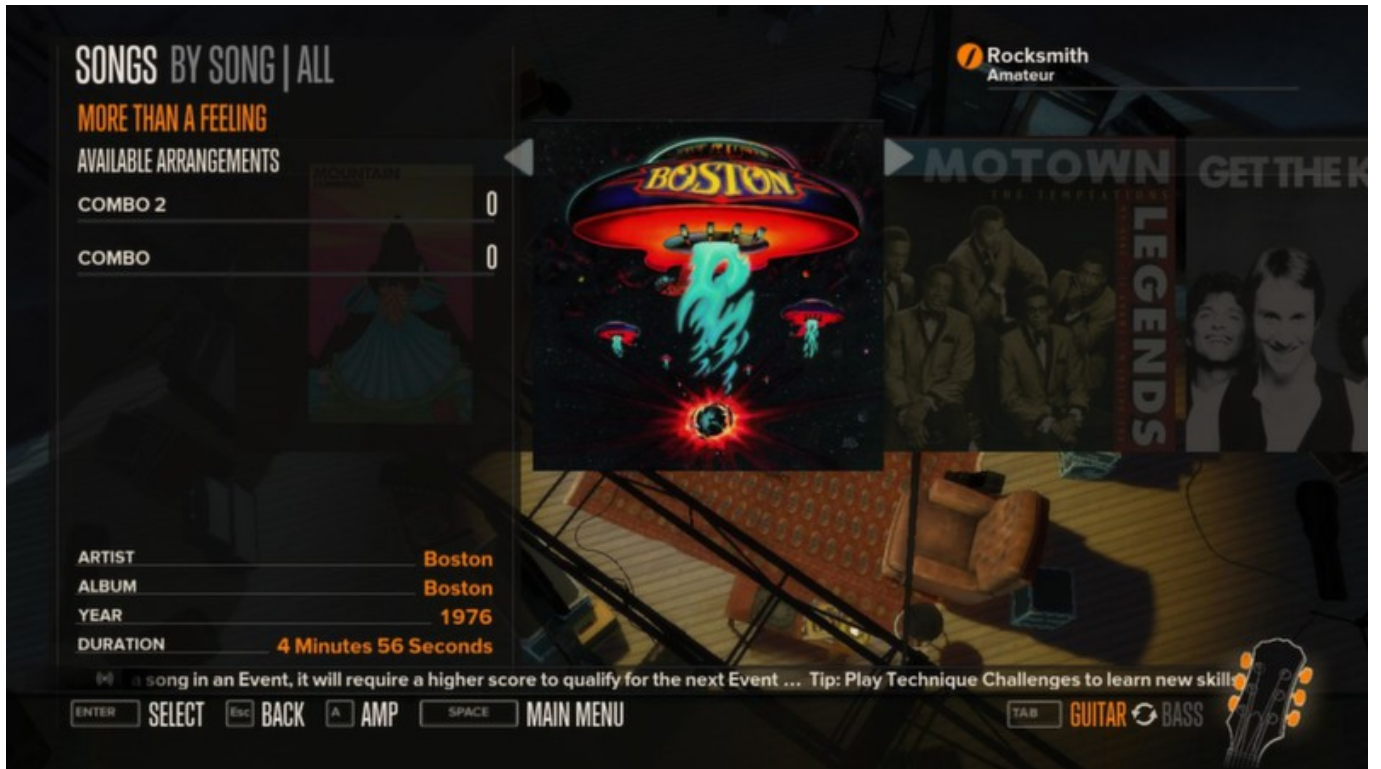 SONGS BY SONG | ALL
MORE THAN A FEELING
AVAILABLE ARRANGEMENTS
COMBO 2 0
COMBO 0
Rocksmith
Amateur
MOUNTAIN
BOSTON
MOTOWN
THE TEMPTATIONS
LEGENDS
GET THE K
ARTIST Boston
ALBUM Boston
YEAR 1976
DURATION 4 Minutes 56 Seconds
a song in an Event, it will require a higher score to qualify for the next Event ... Tip: Play Technique Challenges to learn new skills
ENTER SELECT Esc BACK A AMP SPACE MAIN MENU TAB GUITAR BASS